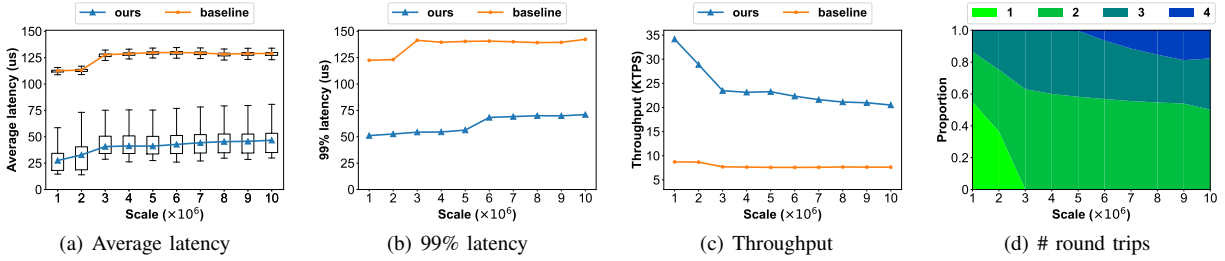 ours baseline
150
125
100
75
50
25
0
Average latency (us)
1 2 3 4 5 6 7 8 9 10
Scale (×10⁶)
(a) Average latency
ours baseline
150
125
100
75
50
25
0
99% latency (us)
1 2 3 4 5 6 7 8 9 10
Scale (×10⁶)
(b) 99% latency
ours baseline
35
30
25
20
15
10
5
Throughput (KTPS)
1 2 3 4 5 6 7 8 9 10
Scale (×10⁶)
(c) Throughput
1 2 3 4
1.0
0.8
0.6
0.4
0.2
0
Proportion
1 2 3 4 5 6 7 8 9 10
Scale (×10⁶)
(d) # round trips